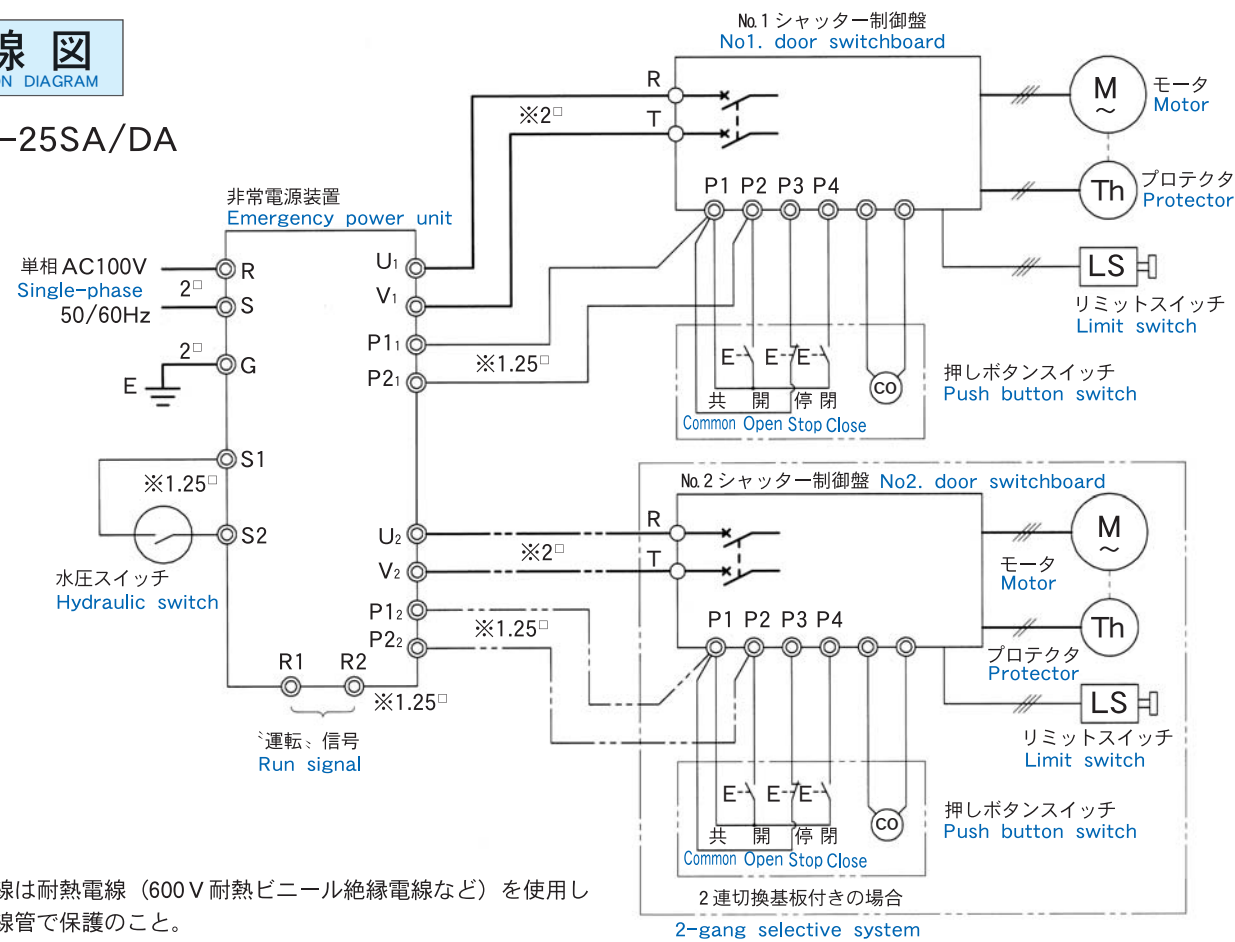 線 図
ON DIAGRAM
-25SA/DA
非常電源装置
Emergency power unit
単相 AC100V
Single-phase
50/60Hz
2□
2□
E
R
S
G
S1
S2
※1.25□
水圧スイッチ
Hydraulic switch
R1 R2
※1.25□
〝運転〟信号
Run signal
U1
V1
P11
P21
※2□
※1.25□
U2
V2
P12
P22
※2□
※1.25□
No.1 シャッター制御盤
No1. door switchboard
R
T
P1 P2 P3 P4
M
~
モータ
Motor
Th
プロテクタ
Protector
LS
リミットスイッチ
Limit switch
E E E
CO
共 開 停 閉
Common Open Stop Close
押しボタンスイッチ
Push button switch
No.2 シャッター制御盤 No2. door switchboard
R
T
P1 P2 P3 P4
M
~
モータ
Motor
Th
プロテクタ
Protector
LS
リミットスイッチ
Limit switch
E E E
CO
共 開 停 閉
Common Open Stop Close
押しボタンスイッチ
Push button switch
2連切換基板付きの場合
2-gang selective system
線は耐熱電線（600V耐熱ビニール絶縁電線など）を使用し
線管で保護のこと。